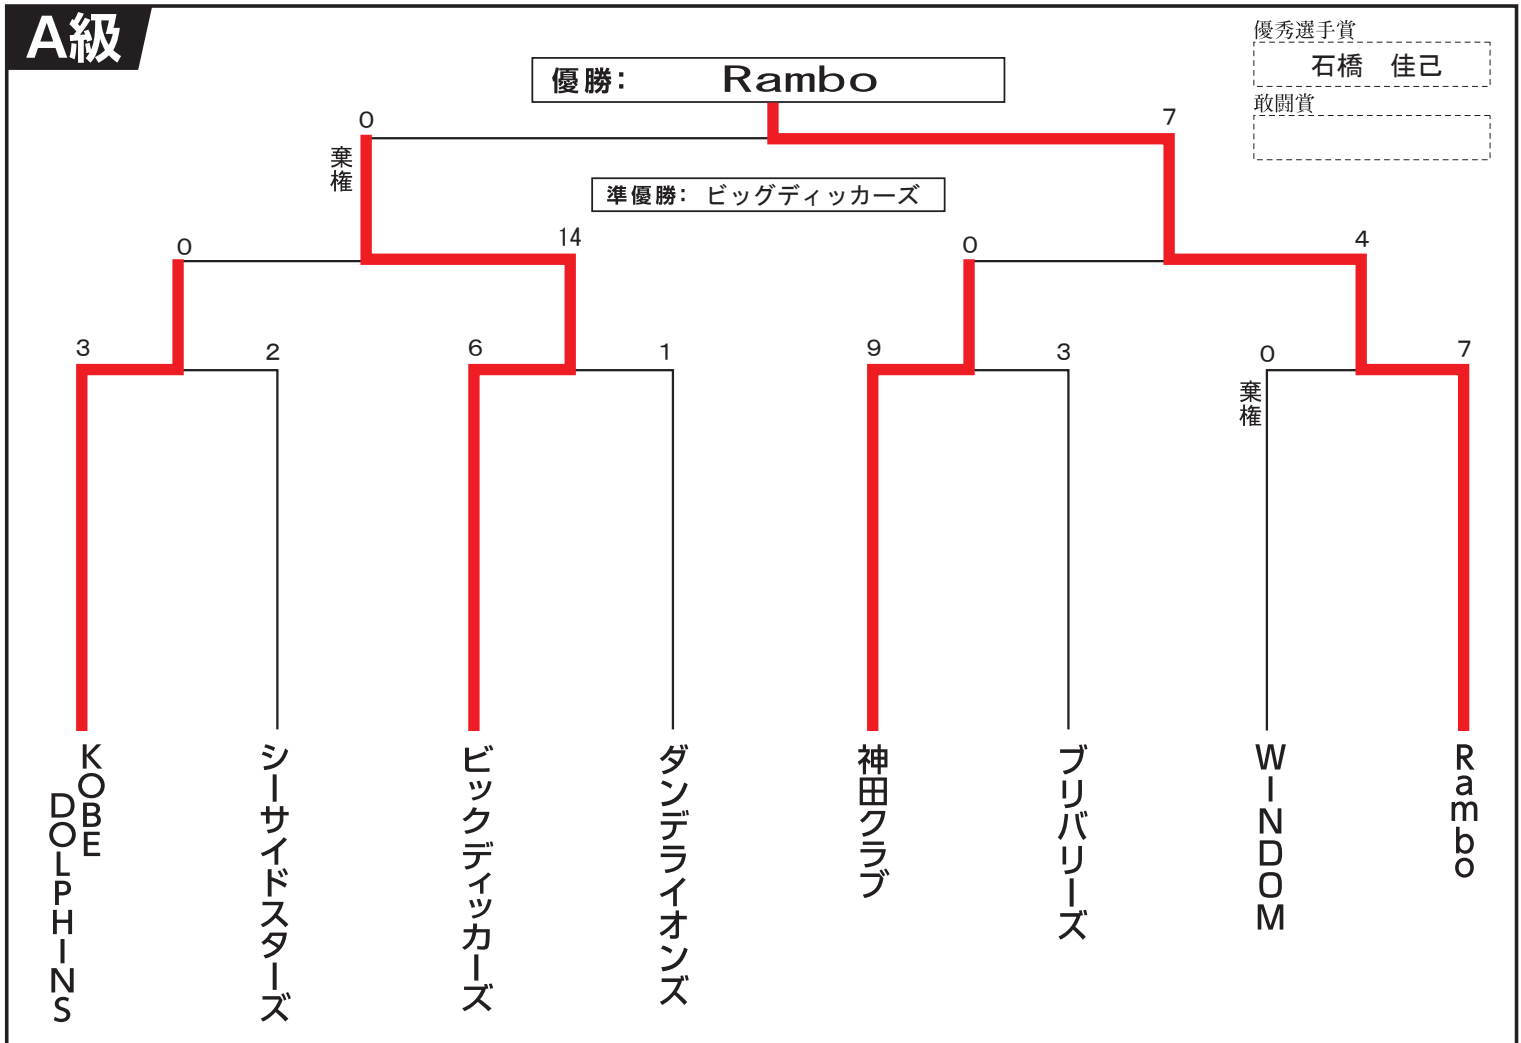 A級
優秀選手賞
石橋　佳己
敢闘賞
優勝: Rambo
0
7
棄権
準優勝: ビッグディッカーズ
0
14
0
4
3
2
6
1
9
3
0
7
棄権
KOBE
DOLPHINS
シーサイドスターズ
ビックディッカーズ
ダンデライオンズ
神田クラブ
ブリバリーズ
WINDOM
Rambo